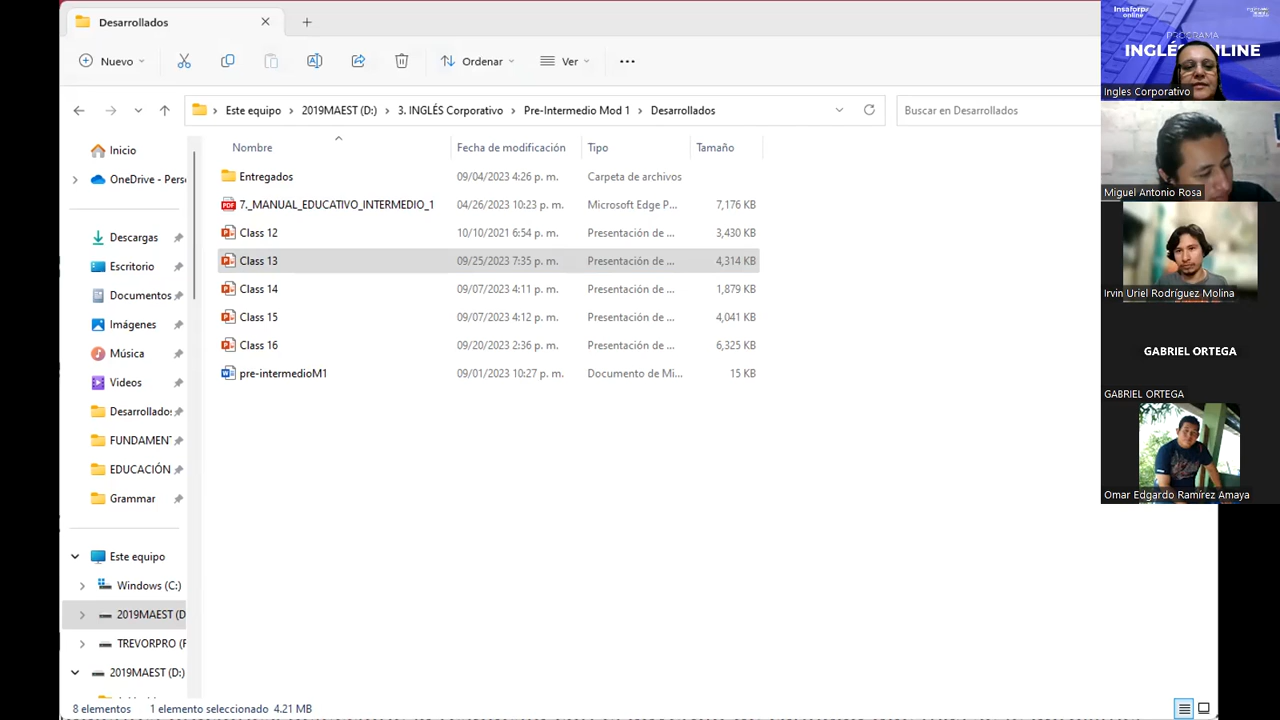 Desarrollados
Nuevo
Ordenar
Ver
Este equipo
2019MAEST (D:)
3. INGLÉS Corporativo
Pre-Intermedio Mod 1
Desarrollados
Buscar en Desarrollados
Nombre
Fecha de modificación
Tipo
Tamaño
Entregados
09/04/2023 4:26 p. m.
Carpeta de archivos
7._MANUAL_EDUCATIVO_INTERMEDIO_1
04/26/2023 10:23 p. m.
Microsoft Edge P...
7,176 KB
Class 12
10/10/2021 6:54 p. m.
Presentación de ...
3,430 KB
Class 13
09/25/2023 7:35 p. m.
Presentación de ...
4,314 KB
Class 14
09/07/2023 4:11 p. m.
Presentación de ...
1,879 KB
Class 15
09/07/2023 4:12 p. m.
Presentación de ...
4,041 KB
Class 16
09/20/2023 2:36 p. m.
Presentación de ...
6,325 KB
pre-intermedioM1
09/01/2023 10:27 p. m.
Documento de Mi...
15 KB
Inicio
OneDrive - Perso
Descargas
Escritorio
Documentos
Imágenes
Música
Videos
Desarrollados
FUNDAMENT
EDUCACIÓN
Grammar
Este equipo
Windows (C:)
2019MAEST (D
TREVORPRO (F
2019MAEST (D:)
8 elementos
1 elemento seleccionado
4.21 MB
Insaforp
online
PROGRAMA
INGLÉS ONLINE
Ingles Corporativo
Miguel Antonio Rosa
Irvin Uriel Rodríguez Molina
GABRIEL ORTEGA
GABRIEL ORTEGA
Omar Edgardo Ramírez Amaya